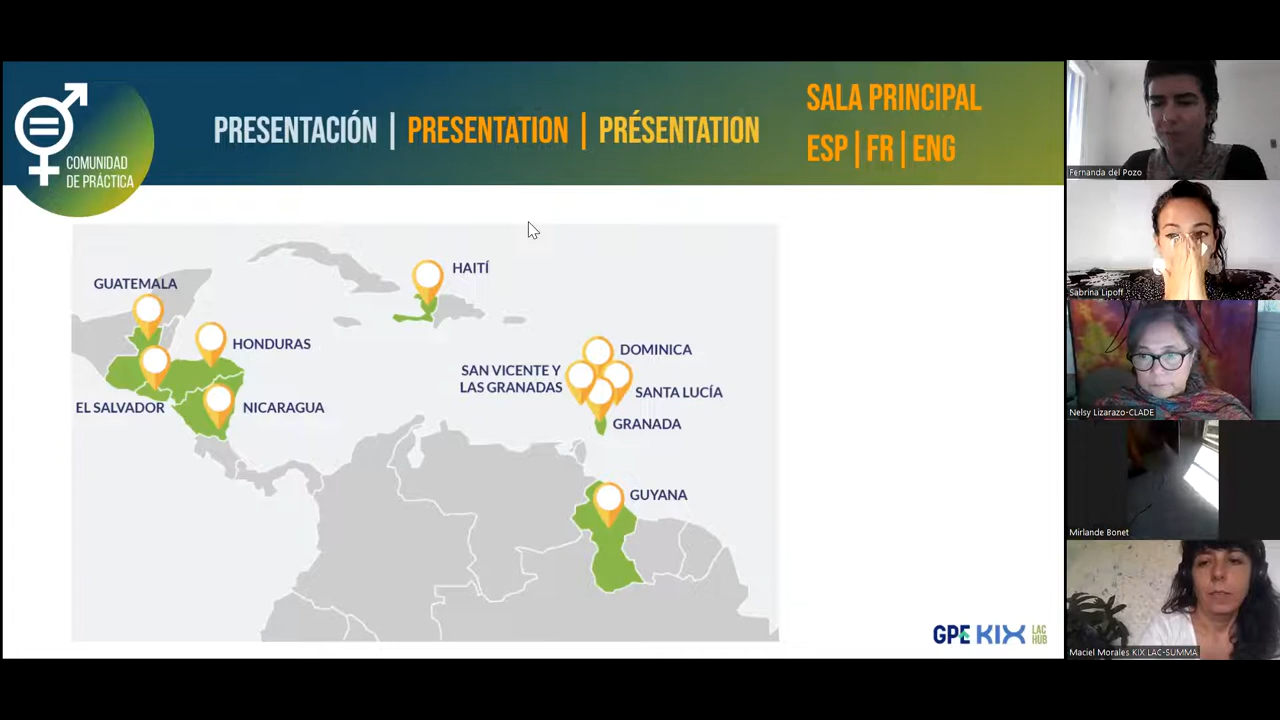 COMUNIDAD
DE PRÁCTICA
PRESENTACIÓN | PRESENTATION | PRÉSENTATION
SALA PRINCIPAL
ESP | FR | ENG
GUATEMALA
HAITÍ
HONDURAS
EL SALVADOR
NICARAGUA
DOMINICA
SAN VICENTE Y
LAS GRANADAS
SANTA LUCÍA
GRANADA
GUYANA
GPE KIX LAC
HUB
Fernanda del Pozo
Sabrina Lipoff
Nelsy Lizarazo-CLADE
Mirlande Bonet
Maciel Morales KIX LAC-SUMMA